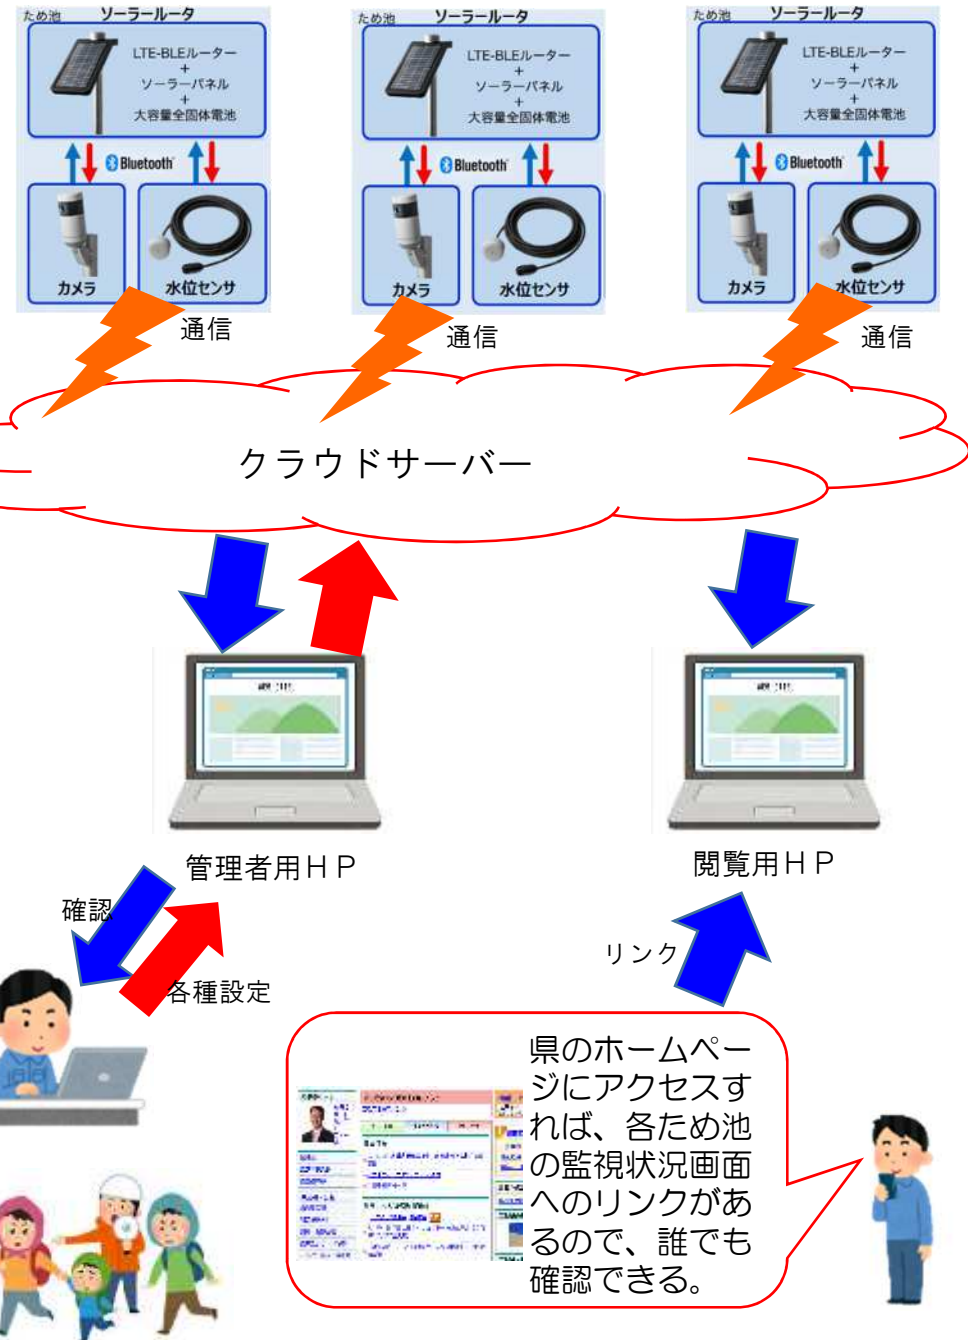 ため池 ソーラールータ
LTE-BLEルーター
+
ソーラーパネル
+
大容量全固体電池
Bluetooth
カメラ
水位センサ
通信
ため池 ソーラールータ
LTE-BLEルーター
+
ソーラーパネル
+
大容量全固体電池
Bluetooth
カメラ
水位センサ
通信
ため池 ソーラールータ
LTE-BLEルーター
+
ソーラーパネル
+
大容量全固体電池
Bluetooth
カメラ
水位センサ
通信
クラウドサーバー
管理者用ＨＰ
閲覧用ＨＰ
確認
各種設定
リンク
県のホームペー
ジにアクセスす
れば、各ため池
の監視状況画面
へのリンクがあ
るので、誰でも
確認できる。